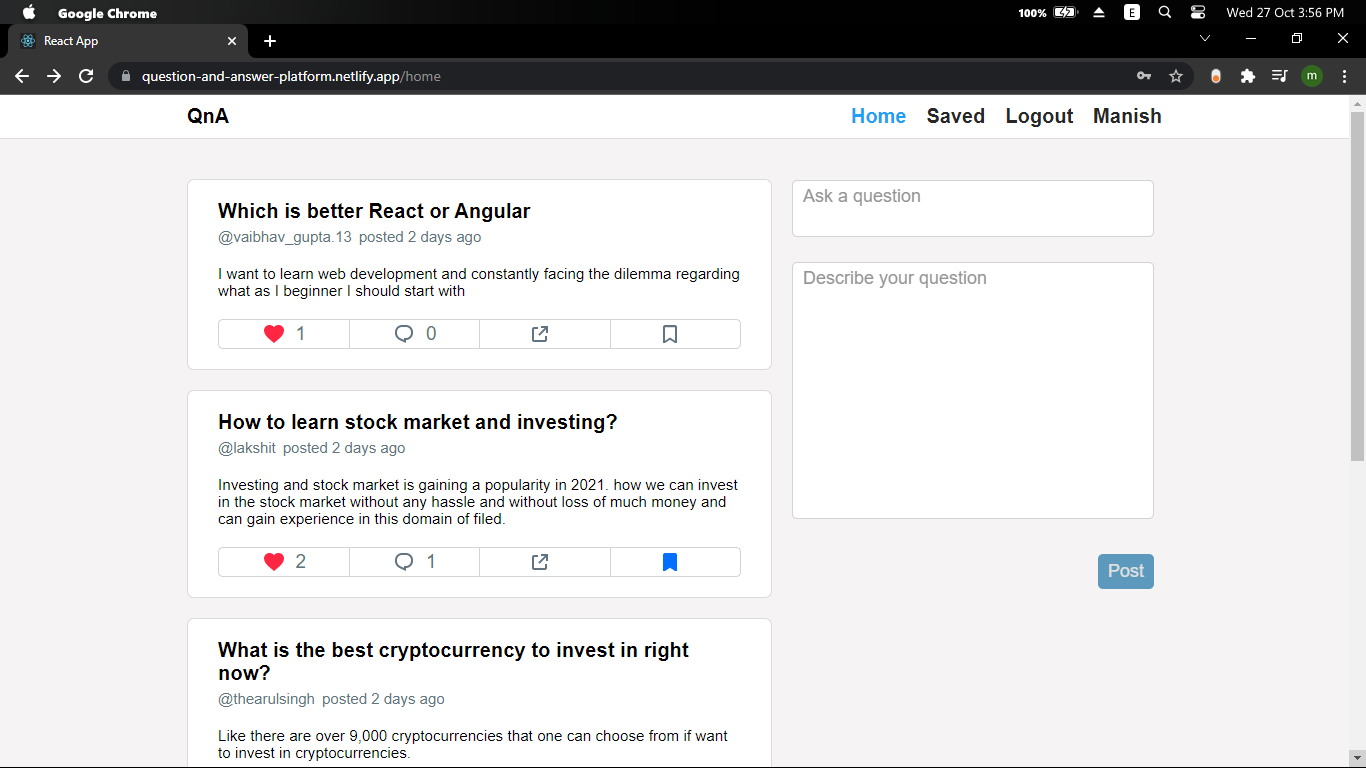 Google Chrome 100% E Wed 27 Oct 3:56 PM
React App
question-and-answer-platform.netlify.app/home m
QnA Home Saved Logout Manish
Which is better React or Angular
@vaibhav_gupta.13 posted 2 days ago
I want to learn web development and constantly facing the dilemma regarding
what as I beginner I should start with
1 0
How to learn stock market and investing?
@lakshit posted 2 days ago
Investing and stock market is gaining a popularity in 2021. how we can invest
in the stock market without any hassle and without loss of much money and
can gain experience in this domain of filed.
2 1
What is the best cryptocurrency to invest in right
now?
@thearulsingh posted 2 days ago
Like there are over 9,000 cryptocurrencies that one can choose from if want
to invest in cryptocurrencies.
Ask a question
Describe your question
Post